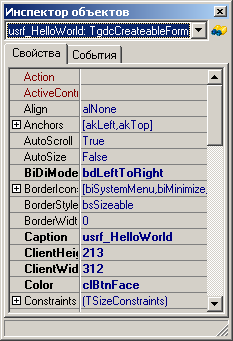 Инспектор объектов
usrf_HelloWorld: TgdcCreateableForm
Свойства События
Action
ActiveContr
Align alNone
Anchors [akLeft,akTop]
AutoScroll True
AutoSize False
BiDiMode bdLeftToRight
BorderIcons [biSystemMenu,biMinimize,
BorderStyle bsSizeable
BorderWidt 0
Caption usrf_HelloWorld
ClientHeig 213
ClientWid 312
Color clBtnFace
Constraints (TSizeConstraints)